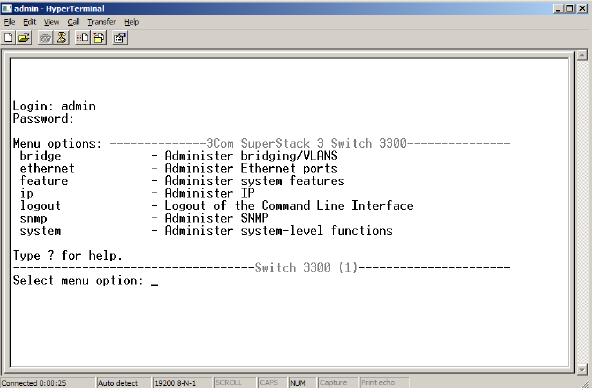 admin - HyperTerminal
File Edit View Call Transfer Help
Login: admin
Password:
Menu options: --------------3Com SuperStack 3 Switch 3300---------------
bridge - Administer bridging/VLANS
ethernet - Administer Ethernet ports
feature - Administer system features
ip - Administer IP
logout - Logout of the Command Line Interface
snmp - Administer SNMP
system - Administer system-level functions
Type ? for help.
-----------------------------------Switch 3300 (1)----------------------
Select menu option: _
Connected 0:00:25 Auto detect 19200 8-N-1 SCROLL CAPS NUM Capture Print echo